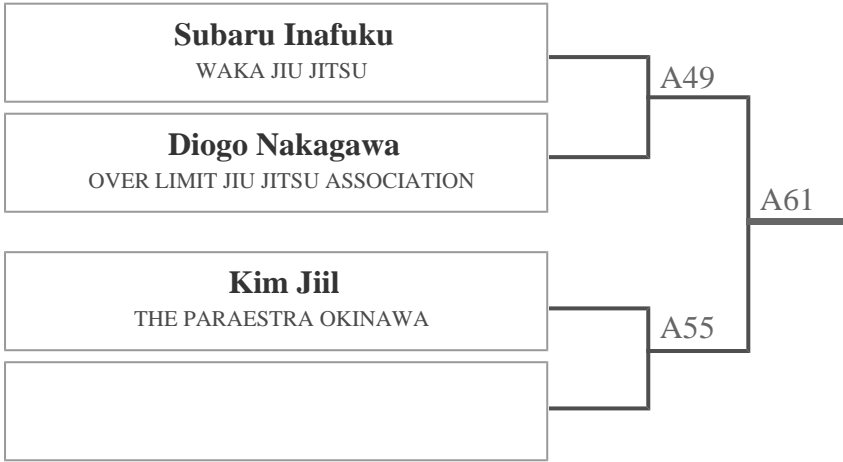 Subaru Inafuku
WAKA JIU JITSU
A49
Diogo Nakagawa
OVER LIMIT JIU JITSU ASSOCIATION
A61
Kim Jiil
THE PARAESTRA OKINAWA
A55